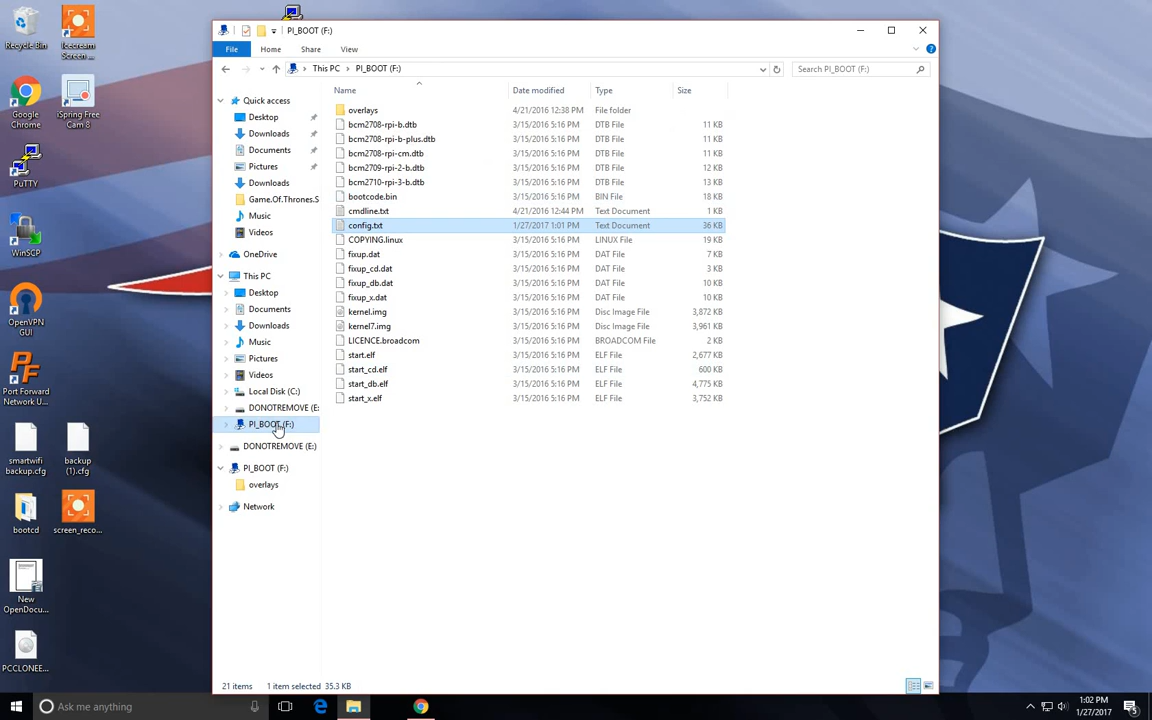 Recycle Bin
Icecream Screen ...
Google Chrome
iSpring Free Cam 8
PuTTY
WinSCP
OpenVPN GUI
Port Forward Network U...
smartwifi backup.cfg
backup (1).cfg
bootcd
screen_reco...
New OpenDocu...
PCCLONEE...
PI_BOOT (F:)
File Home Share View
This PC > PI_BOOT (F:)
Search PI_BOOT (F:)
Quick access
Desktop
Downloads
Documents
Pictures
Downloads
Game.Of.Thrones.S
Music
Videos
OneDrive
This PC
Desktop
Documents
Downloads
Music
Pictures
Videos
Local Disk (C:)
DONOTREMOVE (E:
PI_BOOT (F:)
DONOTREMOVE (E:)
PI_BOOT (F:)
overlays
Network
Name Date modified Type Size
overlays 4/21/2016 12:38 PM File folder
bcm2708-rpi-b.dtb 3/15/2016 5:16 PM DTB File 11 KB
bcm2708-rpi-b-plus.dtb 3/15/2016 5:16 PM DTB File 11 KB
bcm2708-rpi-cm.dtb 3/15/2016 5:16 PM DTB File 11 KB
bcm2709-rpi-2-b.dtb 3/15/2016 5:16 PM DTB File 12 KB
bcm2710-rpi-3-b.dtb 3/15/2016 5:16 PM DTB File 13 KB
bootcode.bin 3/15/2016 5:16 PM BIN File 18 KB
cmdline.txt 4/21/2016 12:44 PM Text Document 1 KB
config.txt 1/27/2017 1:01 PM Text Document 36 KB
COPYING.linux 3/15/2016 5:16 PM LINUX File 19 KB
fixup.dat 3/15/2016 5:16 PM DAT File 7 KB
fixup_cd.dat 3/15/2016 5:16 PM DAT File 3 KB
fixup_db.dat 3/15/2016 5:16 PM DAT File 10 KB
fixup_x.dat 3/15/2016 5:16 PM DAT File 10 KB
kernel.img 3/15/2016 5:16 PM Disc Image File 3,872 KB
kernel7.img 3/15/2016 5:16 PM Disc Image File 3,961 KB
LICENCE.broadcom 3/15/2016 5:16 PM BROADCOM File 2 KB
start.elf 3/15/2016 5:16 PM ELF File 2,677 KB
start_cd.elf 3/15/2016 5:16 PM ELF File 600 KB
start_db.elf 3/15/2016 5:16 PM ELF File 4,775 KB
start_x.elf 3/15/2016 5:16 PM ELF File 3,752 KB
21 items 1 item selected 35.3 KB
Ask me anything
1:02 PM
1/27/2017
5